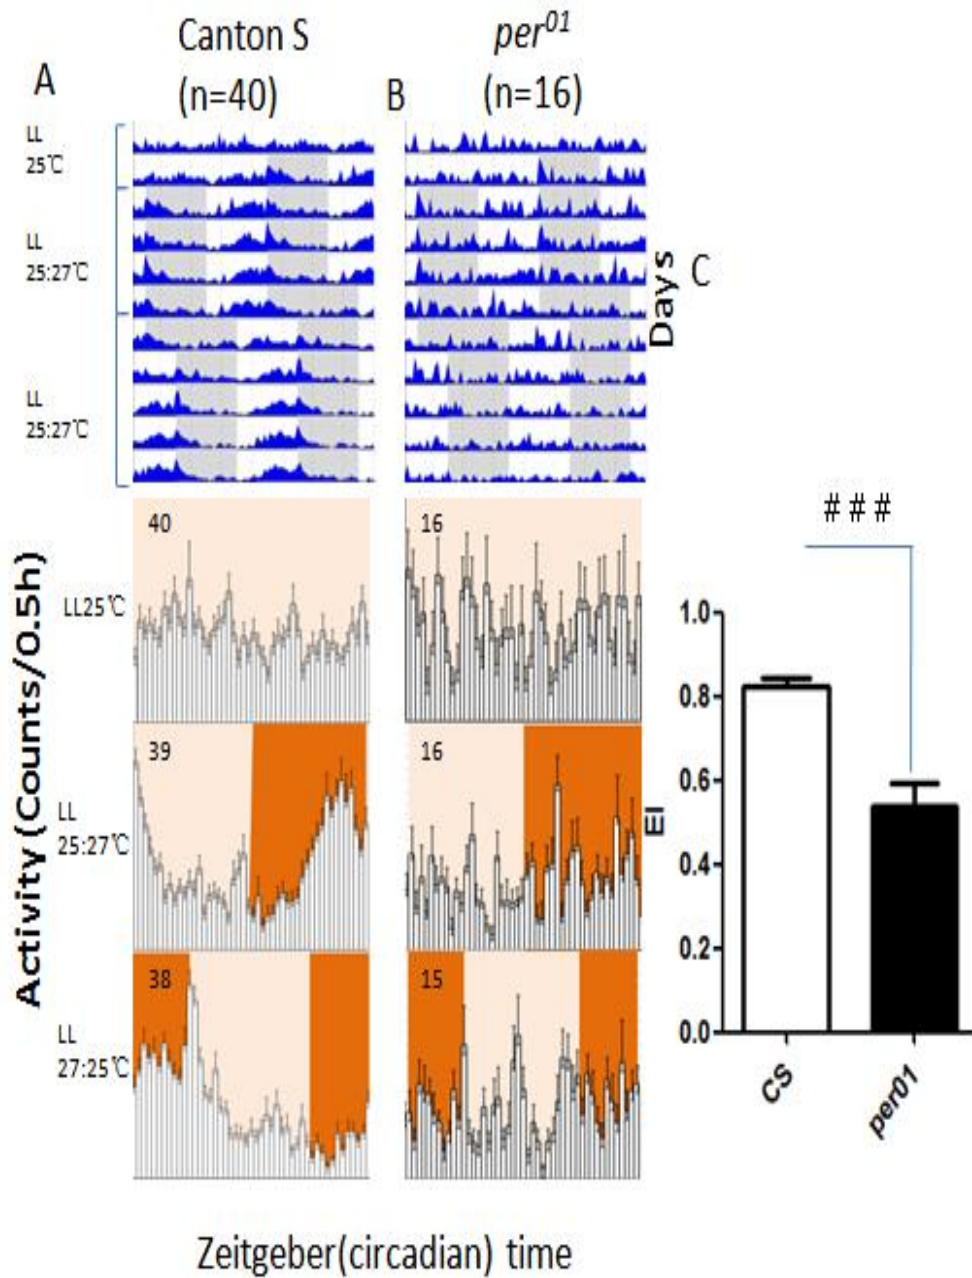 Canton S
(n=40)
per01
(n=16)
A
B
LL
25℃
LL
25:27℃
LL
25:27℃
Days
C
Activity (Counts/0.5h)
LL25℃
40
16
LL
25:27℃
39
16
LL
27:25℃
38
15
Zeitgeber(circadian) time
# # #
EI
1.0
0.8
0.6
0.4
0.2
0.0
CS
per01